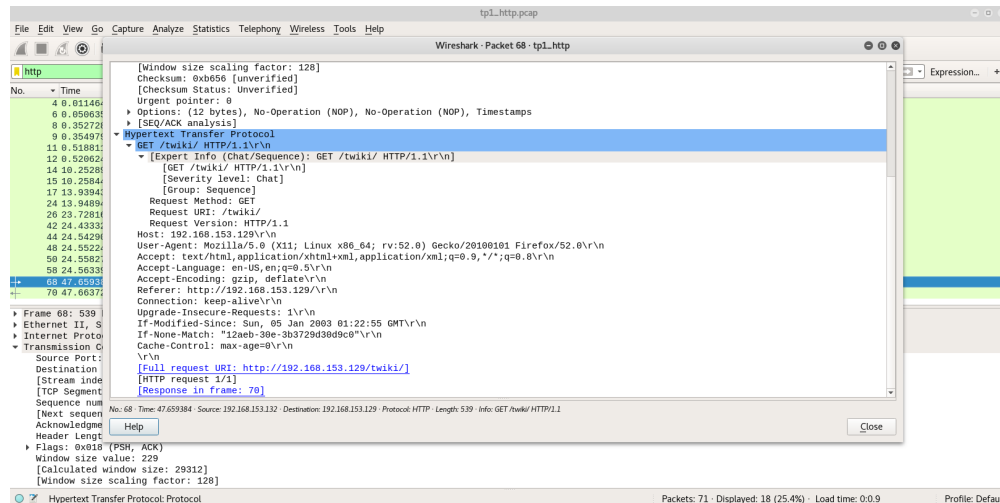 tp1_http.pcap
File Edit View Go Capture Analyze Statistics Telephony Wireless Tools Help
Wireshark · Packet 68 · tp1_http
http
Expression... +
No. Time
4 0.011464
6 0.050635
8 0.352728
9 0.354979
11 0.51881
12 0.520624
14 10.25289
15 10.25844
17 13.93943
24 13.94894
26 23.72816
42 24.43332
44 24.54290
48 24.55224
50 24.55827
58 24.56339
68 47.65938
70 47.66372
[Window size scaling factor: 128]
Checksum: 0xb656 [unverified]
[Checksum Status: Unverified]
Urgent pointer: 0
Options: (12 bytes), No-Operation (NOP), No-Operation (NOP), Timestamps
[SEQ/ACK analysis]
Hypertext Transfer Protocol
GET /twiki/ HTTP/1.1\r\n
[Expert Info (Chat/Sequence): GET /twiki/ HTTP/1.1\r\n]
[GET /twiki/ HTTP/1.1\r\n]
[Severity level: Chat]
[Group: Sequence]
Request Method: GET
Request URI: /twiki/
Request Version: HTTP/1.1
Host: 192.168.153.129\r\n
User-Agent: Mozilla/5.0 (X11; Linux x86_64; rv:52.0) Gecko/20100101 Firefox/52.0\r\n
Accept: text/html,application/xhtml+xml,application/xml;q=0.9,*/*;q=0.8\r\n
Accept-Language: en-US,en;q=0.5\r\n
Accept-Encoding: gzip, deflate\r\n
Referer: http://192.168.153.129/\r\n
Connection: keep-alive\r\n
Upgrade-Insecure-Requests: 1\r\n
If-Modified-Since: Sun, 05 Jan 2003 01:22:55 GMT\r\n
If-None-Match: "12aeb-30e-3b3729d30d9c0"\r\n
Cache-Control: max-age=0\r\n
\r\n
[Full request URI: http://192.168.153.129/twiki/]
[HTTP request 1/1]
[Response in frame: 70]
No.: 68 · Time: 47.659384 · Source: 192.168.153.132 · Destination: 192.168.153.129 · Protocol: HTTP · Length: 539 · Info: GET /twiki/ HTTP/1.1
Help
Close
Frame 68: 539
Ethernet II, S
Internet Proto
Transmission C
Source Port:
Destination
[Stream inde
[TCP Segment
Sequence num
[Next sequen
Acknowledgme
Header Lengt
Flags: 0x018 (PSH, ACK)
Window size value: 229
[Calculated window size: 29312]
[Window size scaling factor: 128]
Hypertext Transfer Protocol: Protocol
Packets: 71 · Displayed: 18 (25.4%) · Load time: 0:0.9
Profile: Defau